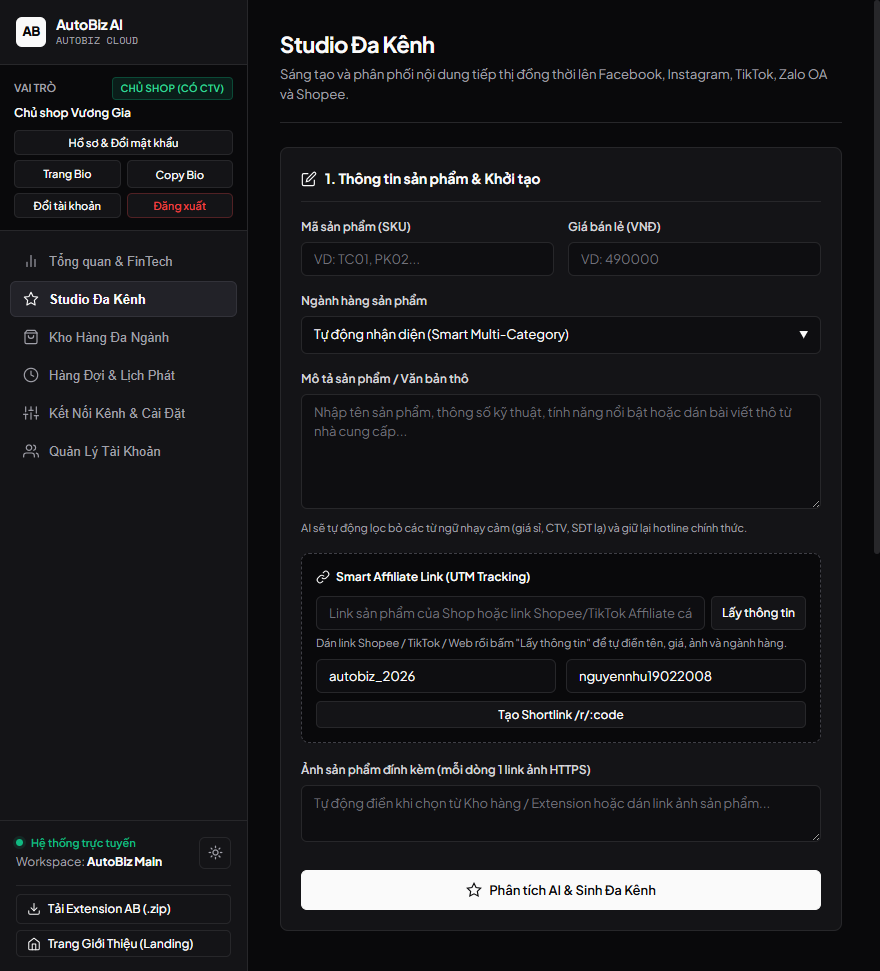 AB
AutoBiz AI
AUTOBIZ CLOUD
VAI TRÒ
CHỦ SHOP (CÓ CTV)
Chủ shop Vương Gia
Hồ sơ & Đổi mật khẩu
Trang Bio
Copy Bio
Đổi tài khoản
Đăng xuất
Tổng quan & FinTech
Studio Đa Kênh
Kho Hàng Đa Ngành
Hàng Đợi & Lịch Phát
Kết Nối Kênh & Cài Đặt
Quản Lý Tài Khoản
Hệ thống trực tuyến
Workspace: AutoBiz Main
Tải Extension AB (.zip)
Trang Giới Thiệu (Landing)
Studio Đa Kênh
Sáng tạo và phân phối nội dung tiếp thị đồng thời lên Facebook, Instagram, TikTok, Zalo OA
và Shopee.
1. Thông tin sản phẩm & Khởi tạo
Mã sản phẩm (SKU)
Giá bán lẻ (VNĐ)
VD: TC01, PK02...
VD: 490000
Ngành hàng sản phẩm
Tự động nhận diện (Smart Multi-Category)
Mô tả sản phẩm / Văn bản thô
Nhập tên sản phẩm, thông số kỹ thuật, tính năng nổi bật hoặc dán bài viết thô từ
nhà cung cấp...
AI sẽ tự động lọc bỏ các từ ngữ nhạy cảm (giá sỉ, CTV, SĐT lạ) và giữ lại hotline chính thức.
Smart Affiliate Link (UTM Tracking)
Link sản phẩm của Shop hoặc link Shopee/TikTok Affiliate cá
Lấy thông tin
Dán link Shopee / TikTok / Web rồi bấm "Lấy thông tin" để tự điền tên, giá, ảnh và ngành hàng.
autobiz_2026
nguyennhu19022008
Tạo Shortlink /r/:code
Ảnh sản phẩm đính kèm (mỗi dòng 1 link ảnh HTTPS)
Tự động điền khi chọn từ Kho hàng / Extension hoặc dán link ảnh sản phẩm...
Phân tích AI & Sinh Đa Kênh